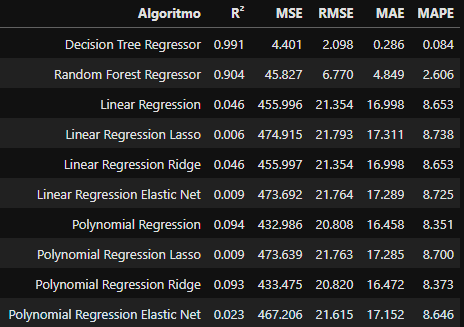 Algoritmo R² MSE RMSE MAE MAPE
Decision Tree Regressor 0.991 4.401 2.098 0.286 0.084
Random Forest Regressor 0.904 45.827 6.770 4.849 2.606
Linear Regression 0.046 455.996 21.354 16.998 8.653
Linear Regression Lasso 0.006 474.915 21.793 17.311 8.738
Linear Regression Ridge 0.046 455.997 21.354 16.998 8.653
Linear Regression Elastic Net 0.009 473.692 21.764 17.289 8.725
Polynomial Regression 0.094 432.986 20.808 16.458 8.351
Polynomial Regression Lasso 0.009 473.639 21.763 17.285 8.700
Polynomial Regression Ridge 0.093 433.475 20.820 16.472 8.373
Polynomial Regression Elastic Net 0.023 467.206 21.615 17.152 8.646